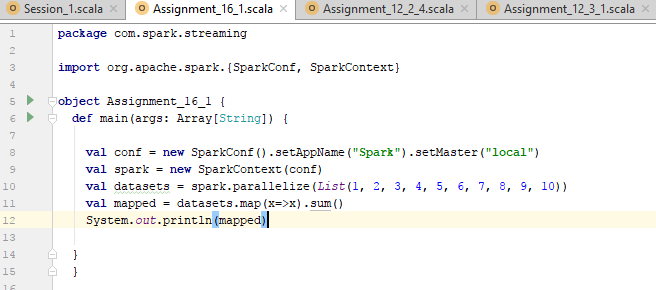 Session_1.scala × Assignment_16_1.scala × Assignment_12_2_4.scala × Assignment_12_3_1.scala ×
1 package com.spark.streaming
2
3 import org.apache.spark.{SparkConf, SparkContext}
4
5 object Assignment_16_1 {
6 def main(args: Array[String]) {
7
8 val conf = new SparkConf().setAppName("Spark").setMaster("local")
9 val spark = new SparkContext(conf)
10 val datasets = spark.parallelize(List(1, 2, 3, 4, 5, 6, 7, 8, 9, 10))
11 val mapped = datasets.map(x=>x).sum()
12 System.out.println(mapped)
13
14 }
15 }
16